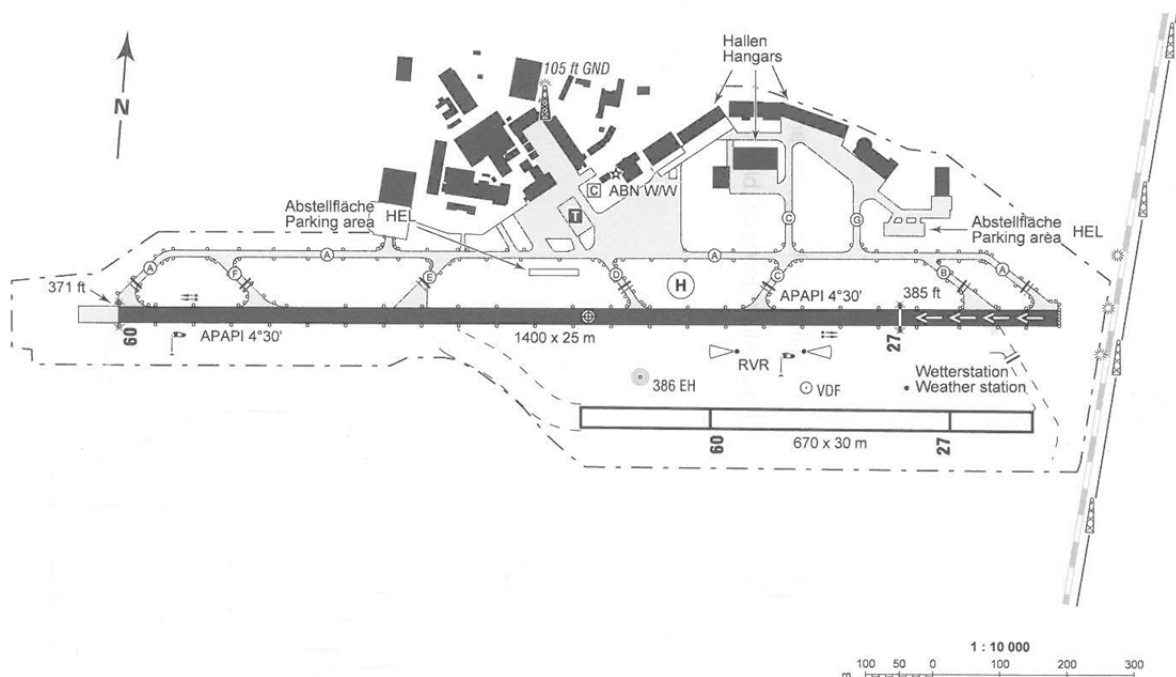 N
105 ft GND
Hallen
Hangars
C
ABN W/W
T
Abstellfläche
Parking area
HEL
Abstellfläche
Parking area
HEL
C
G
A
F
A
E
D
A
C
B
A
H
371 ft
APAPI 4°30'
385 ft
09
APAPI 4°30'
1400 x 25 m
27
RVR
Wetterstation
Weather station
386 EH
VDF
09
670 x 30 m
27
1 : 10 000
m
100 50 0 100 200 300